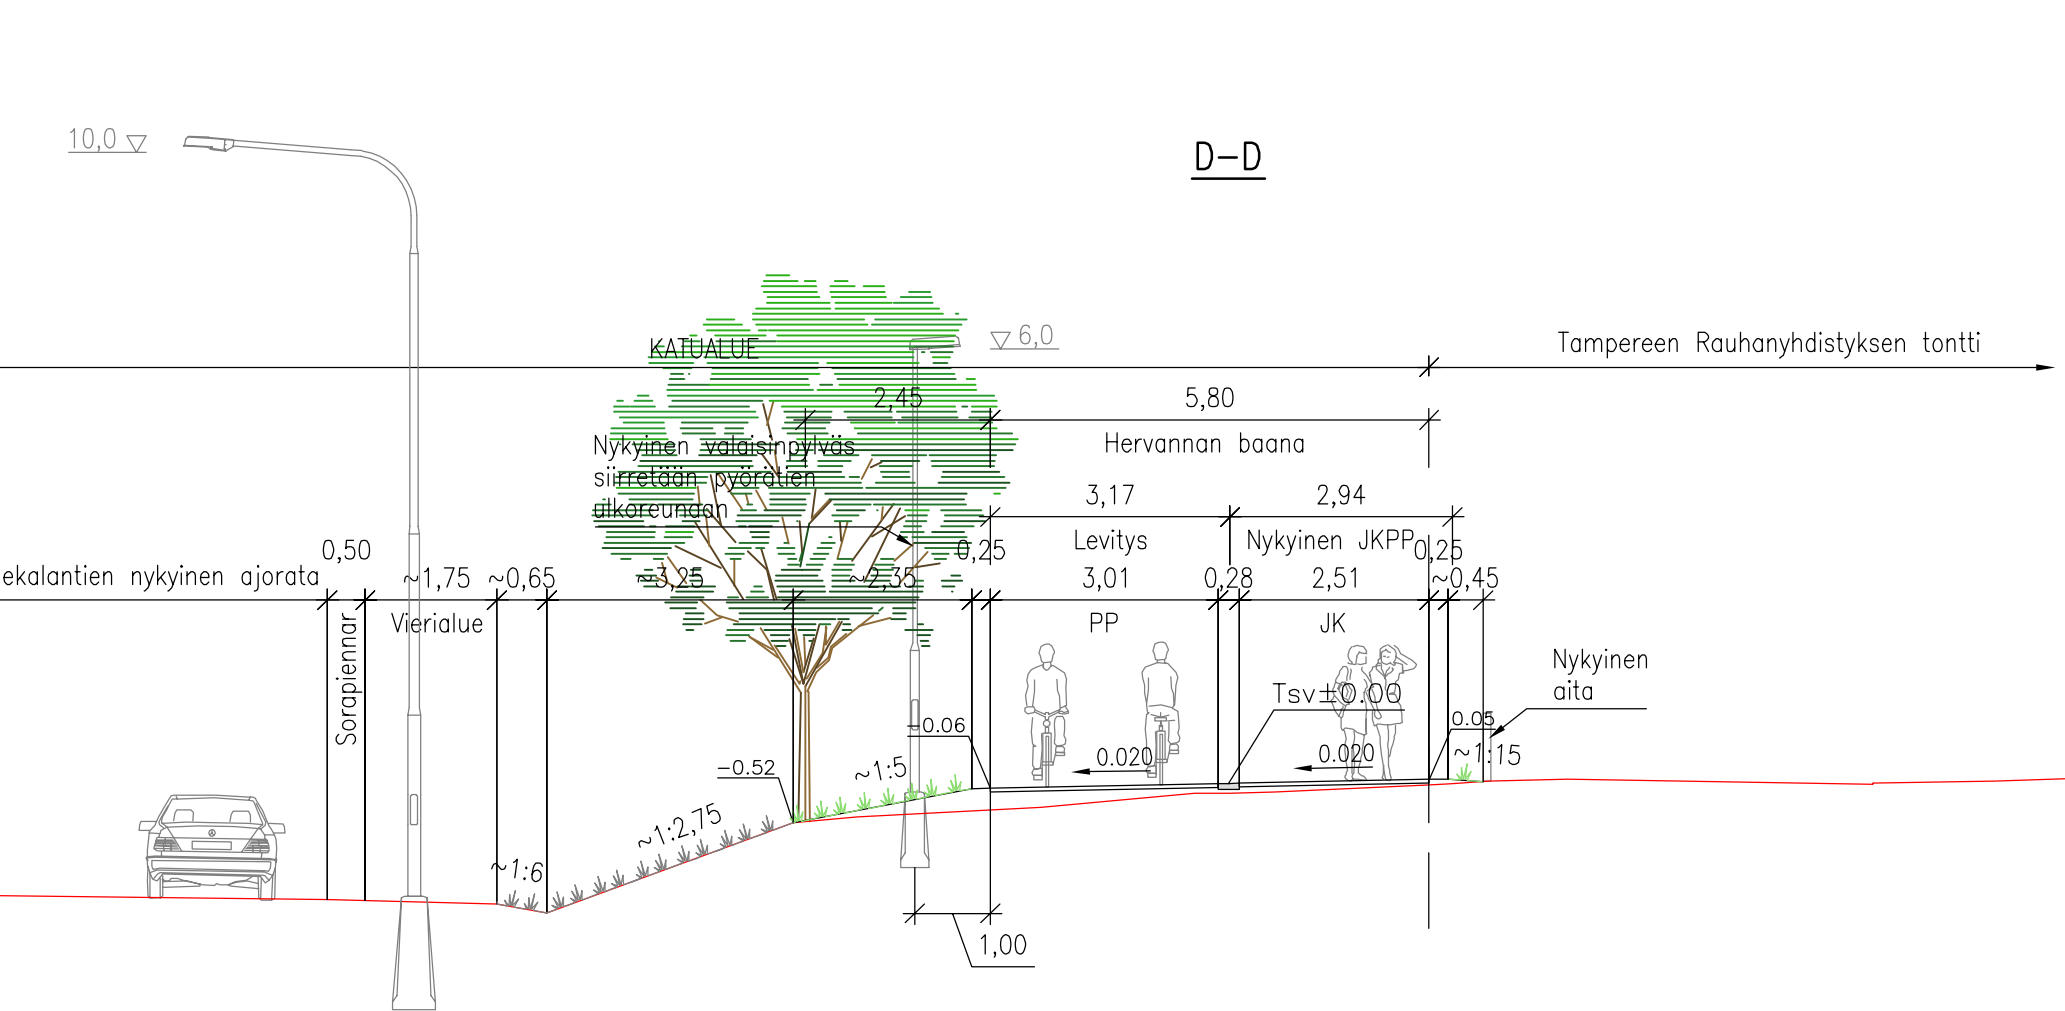 10,0
D-D
6,0
KATUALUE
Tampereen Rauhanyhdistyksen tontti
2,45
5,80
Nykyinen valaisinpylväs
siirretään pyörätien
ulkoreunaan
Hervannan baana
3,17
2,94
Levitys
Nykyinen JKPP
0,50
0,25
0,25
ekalantien nykyinen ajorata
~1,75
~0,65
~3,25
~2,35
3,01
0,28
2,51
~0,45
Sorapiennar
Vierialue
PP
JK
Nykyinen
aita
Tsv±0.00
-0.06
0.05
-0.52
~1:5
0.020
0.020
~1:15
~1:2,75
~1:6
1,00